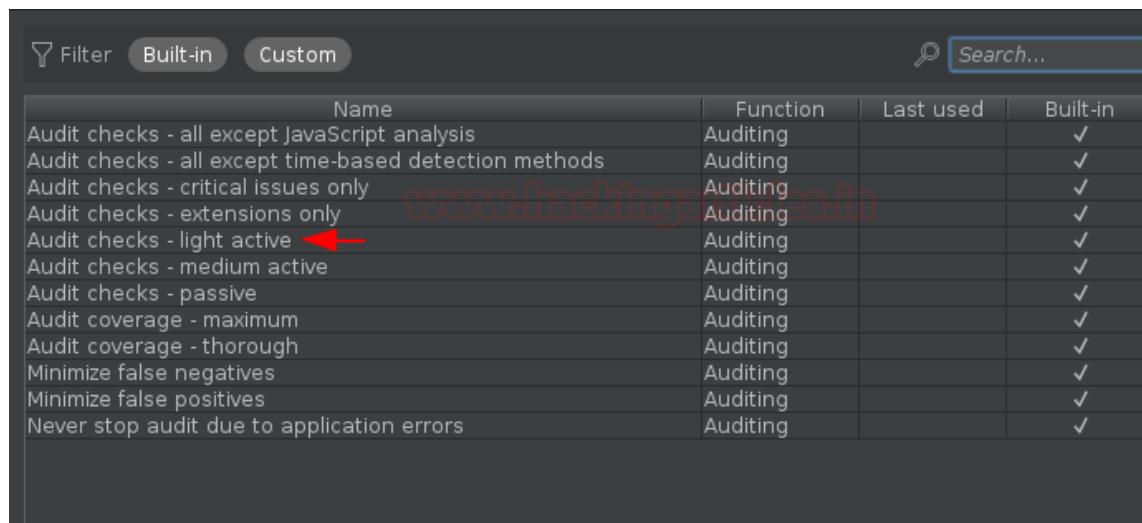 Filter Built-in Custom Search...
Name Function Last used Built-in
Audit checks - all except JavaScript analysis Auditing ✓
Audit checks - all except time-based detection methods Auditing ✓
Audit checks - critical issues only Auditing ✓
Audit checks - extensions only Auditing ✓
Audit checks - light active Auditing ✓
Audit checks - medium active Auditing ✓
Audit checks - passive Auditing ✓
Audit coverage - maximum Auditing ✓
Audit coverage - thorough Auditing ✓
Minimize false negatives Auditing ✓
Minimize false positives Auditing ✓
Never stop audit due to application errors Auditing ✓